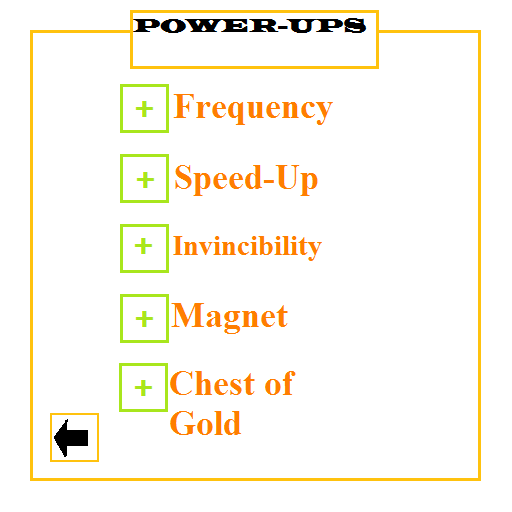 POWER-UPS
+ Frequency
+ Speed-Up
+ Invincibility
+ Magnet
+ Chest of
Gold